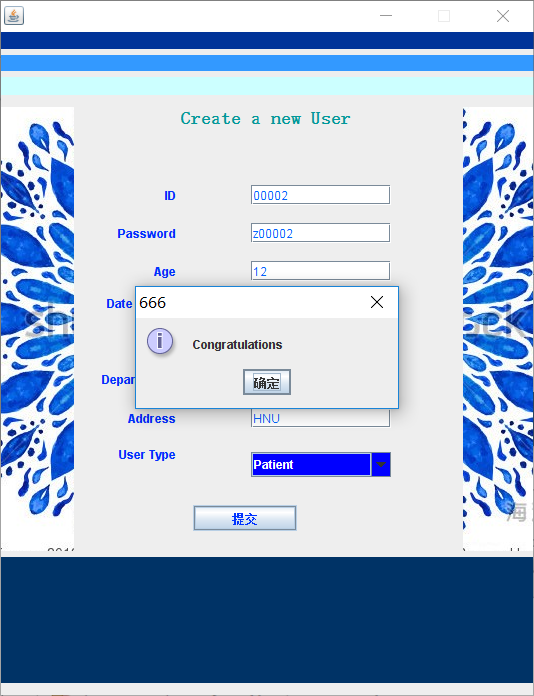 Create a new User
ID 00002
Password z00002
Age 12
Date
666
Congratulations
确定
Address HNU
User Type Patient
提交
海